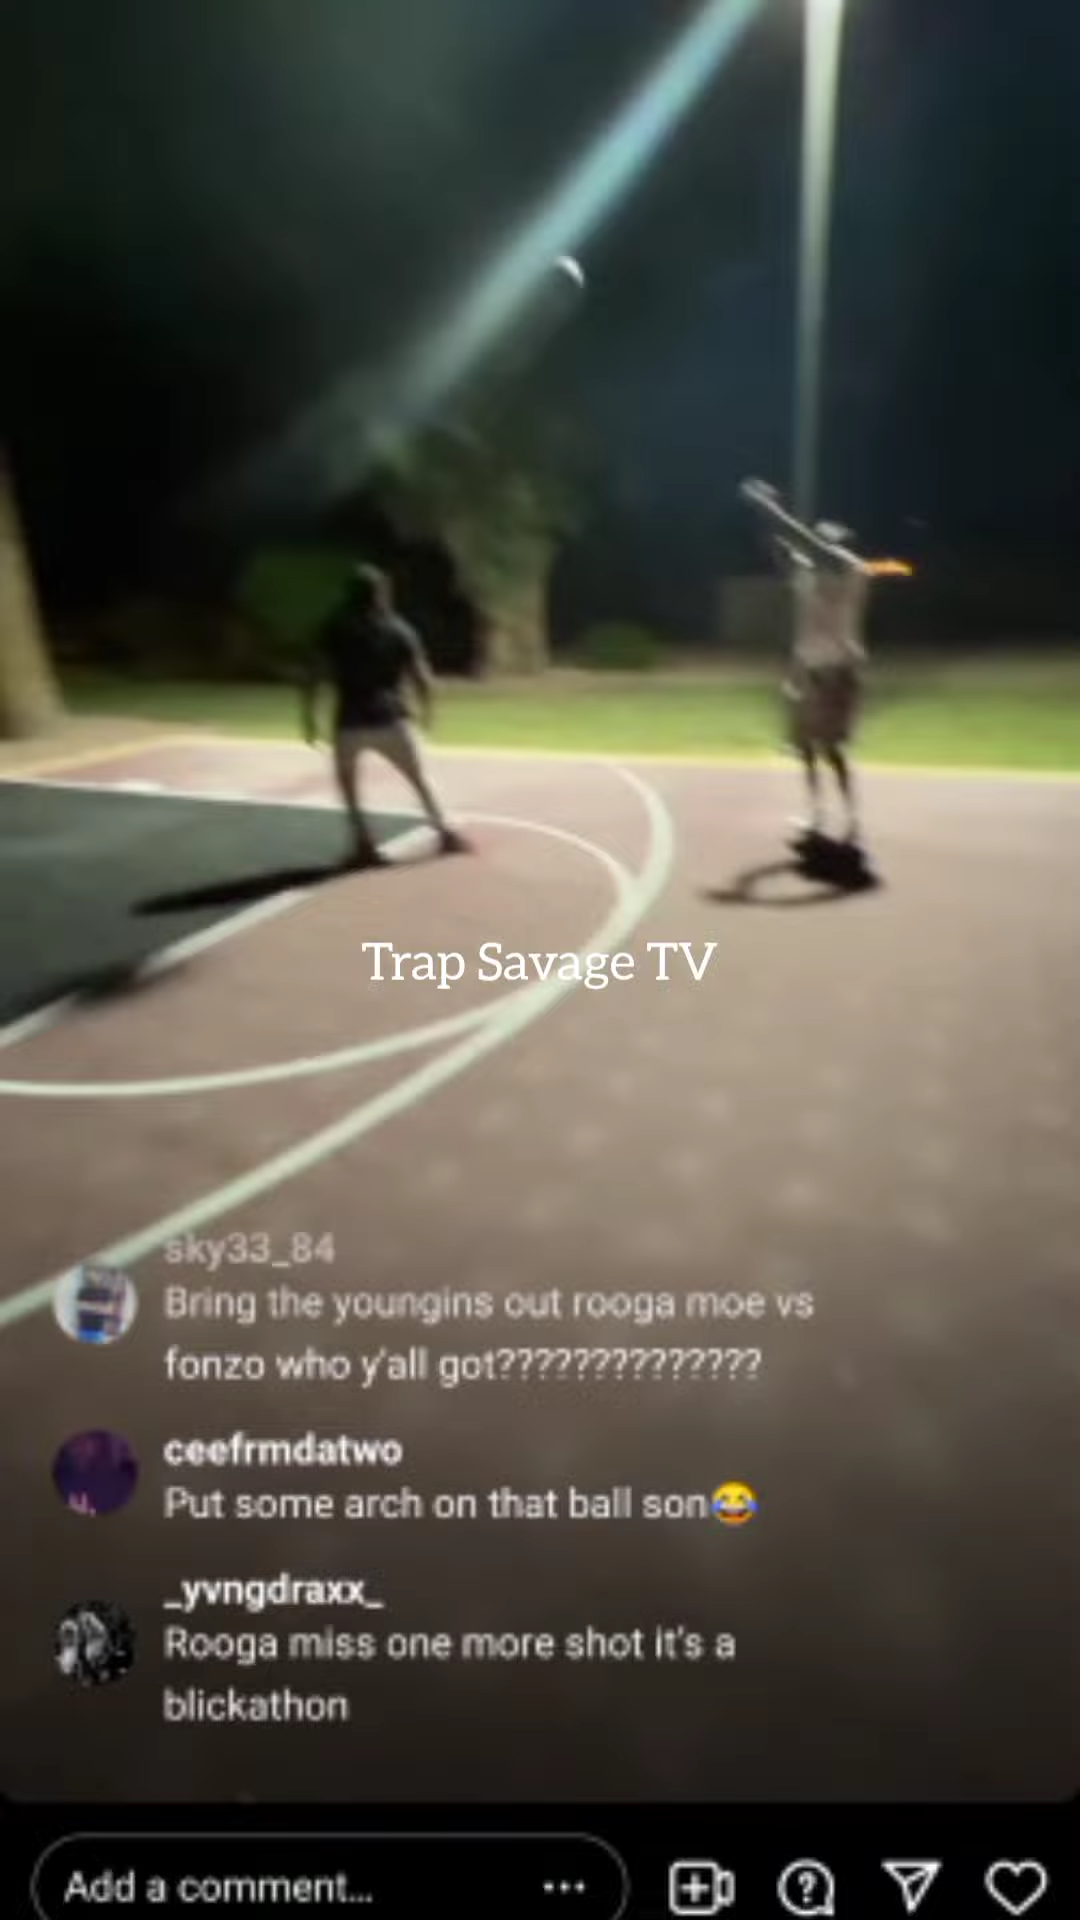 Trap Savage TV
sky33_84
Bring the youngins out rooga moe vs
fonzo who y'all got??????????????
ceefrmdatwo
Put some arch on that ball son😂
_yvngdraxx_
Rooga miss one more shot it's a
blickathon
Add a comment...